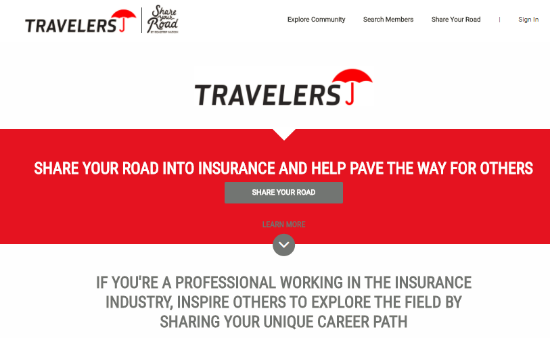 TRAVELERS Share Your Road
Explore Community Search Members Share Your Road | Sign In
TRAVELERS
SHARE YOUR ROAD INTO INSURANCE AND HELP PAVE THE WAY FOR OTHERS
SHARE YOUR ROAD
LEARN MORE
IF YOU'RE A PROFESSIONAL WORKING IN THE INSURANCE
INDUSTRY, INSPIRE OTHERS TO EXPLORE THE FIELD BY
SHARING YOUR UNIQUE CAREER PATH